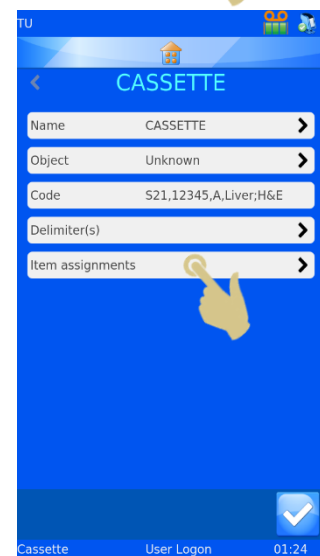 TU
CASSETTE
Name CASSETTE
Object Unknown
Code S21,12345,A,Liver;H&E
Delimiter(s)
Item assignments
Cassette User Logon 01:24